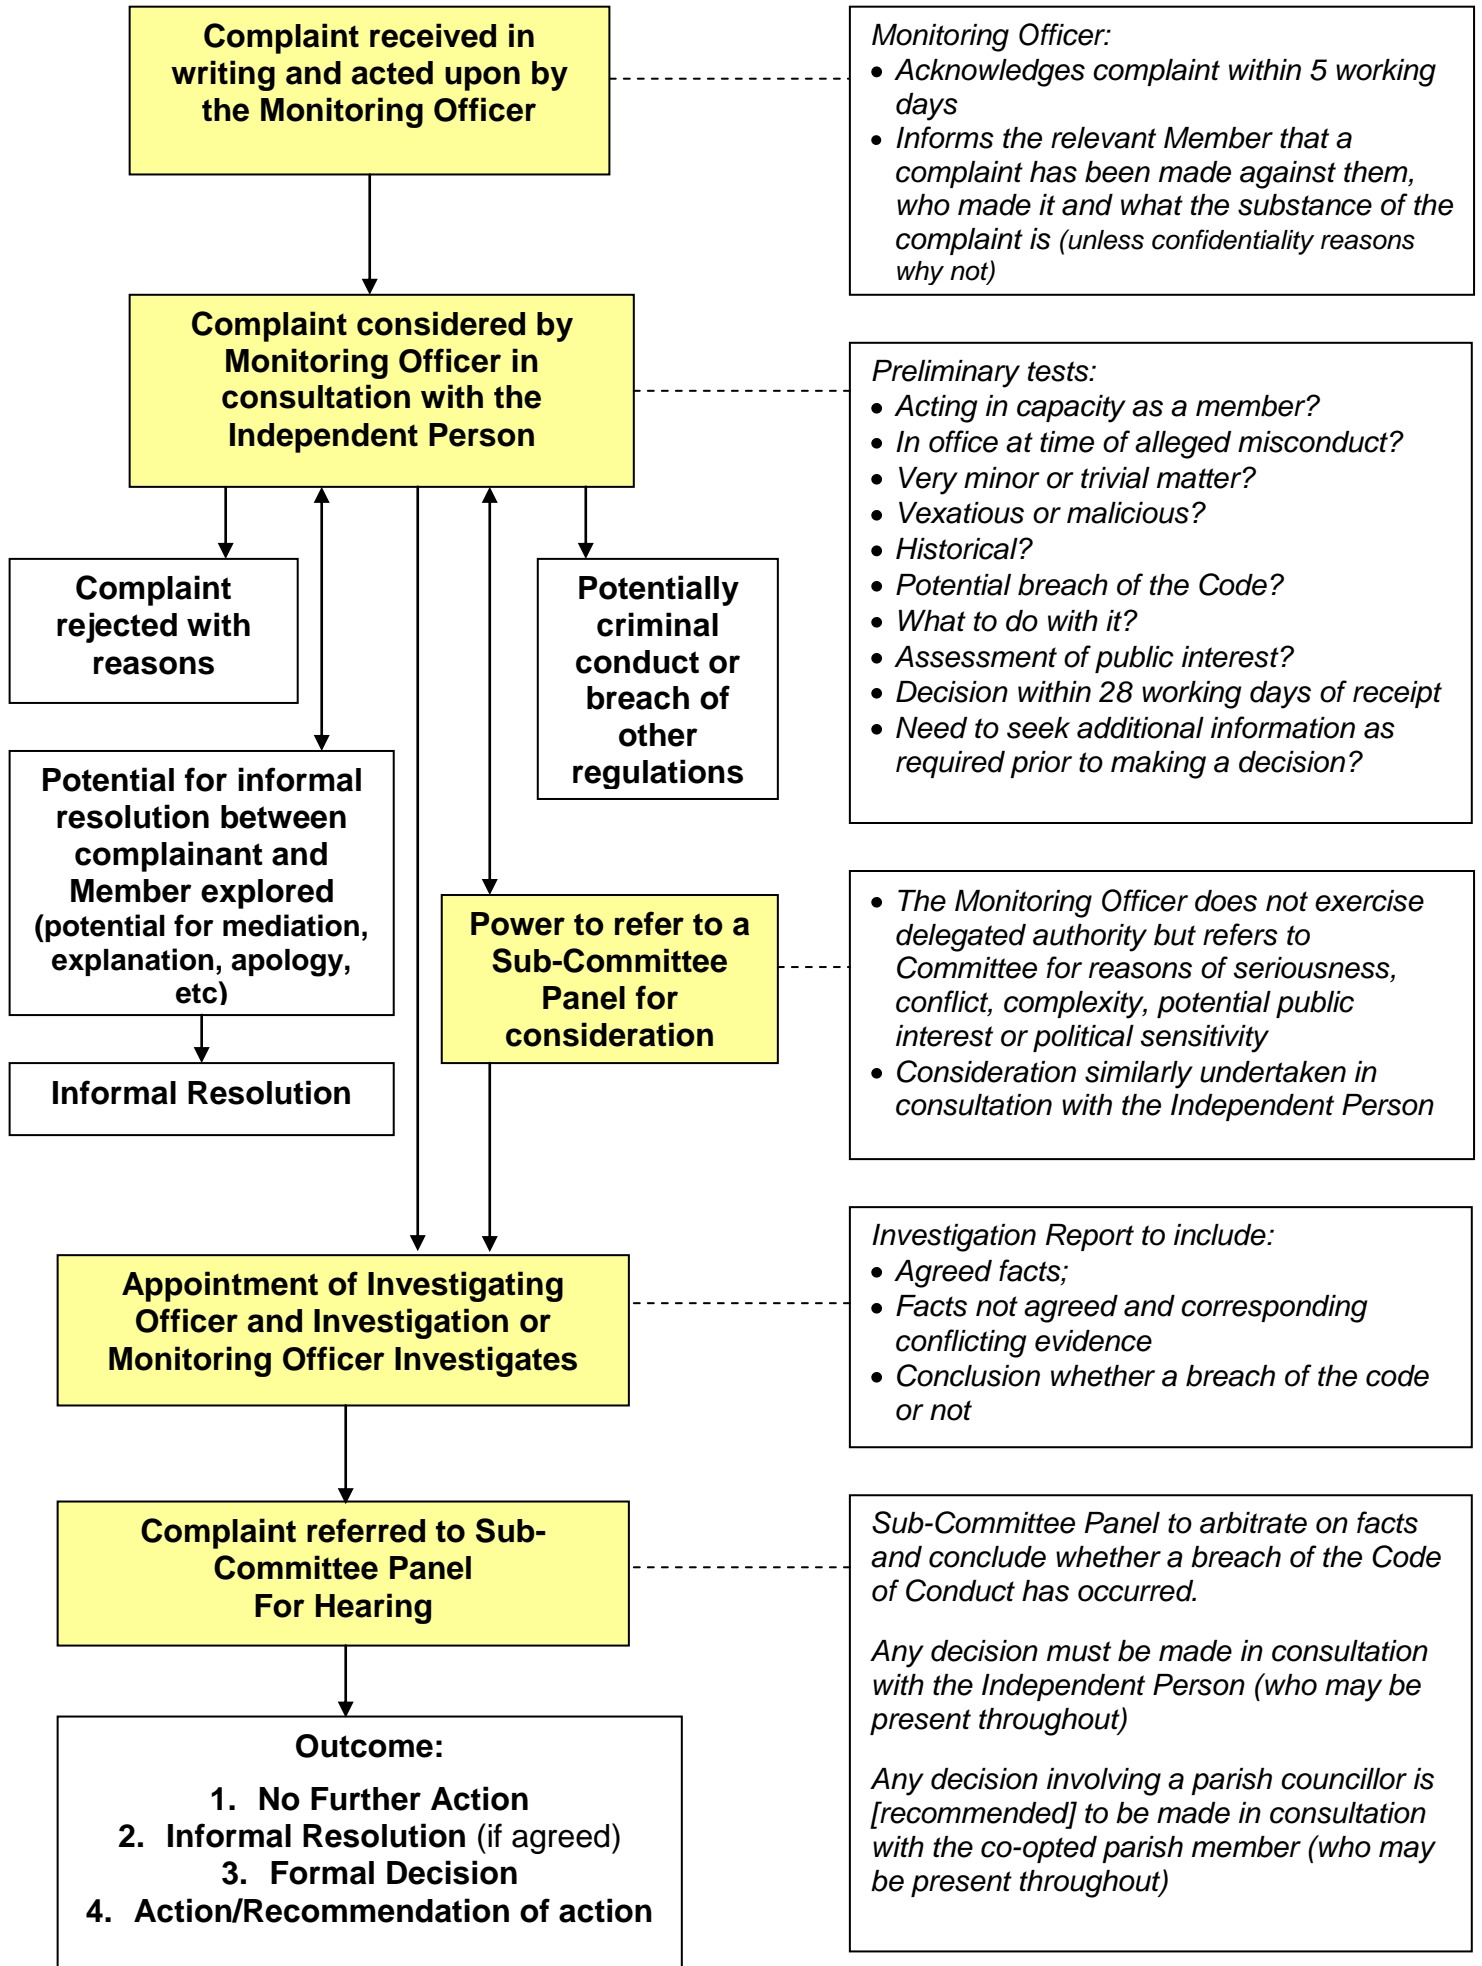 Complaint received in
writing and acted upon by
the Monitoring Officer
Monitoring Officer:
• Acknowledges complaint within 5 working
days
• Informs the relevant Member that a
complaint has been made against them,
who made it and what the substance of the
complaint is (unless confidentiality reasons
why not)
Complaint considered by
Monitoring Officer in
consultation with the
Independent Person
Preliminary tests:
• Acting in capacity as a member?
• In office at time of alleged misconduct?
• Very minor or trivial matter?
• Vexatious or malicious?
• Historical?
• Potential breach of the Code?
• What to do with it?
• Assessment of public interest?
• Decision within 28 working days of receipt
• Need to seek additional information as
required prior to making a decision?
Complaint
rejected with
reasons
Potentially
criminal
conduct or
breach of
other
regulations
Potential for informal
resolution between
complainant and
Member explored
(potential for mediation,
explanation, apology,
etc)
Informal Resolution
Power to refer to a
Sub-Committee
Panel for
consideration
• The Monitoring Officer does not exercise
delegated authority but refers to
Committee for reasons of seriousness,
conflict, complexity, potential public
interest or political sensitivity
• Consideration similarly undertaken in
consultation with the Independent Person
Appointment of Investigating
Officer and Investigation or
Monitoring Officer Investigates
Investigation Report to include:
• Agreed facts;
• Facts not agreed and corresponding
conflicting evidence
• Conclusion whether a breach of the code
or not
Complaint referred to Sub-
Committee Panel
For Hearing
Sub-Committee Panel to arbitrate on facts
and conclude whether a breach of the Code
of Conduct has occurred.
Any decision must be made in consultation
with the Independent Person (who may be
present throughout)
Any decision involving a parish councillor is
[recommended] to be made in consultation
with the co-opted parish member (who may
be present throughout)
Outcome:
1. No Further Action
2. Informal Resolution (if agreed)
3. Formal Decision
4. Action/Recommendation of action